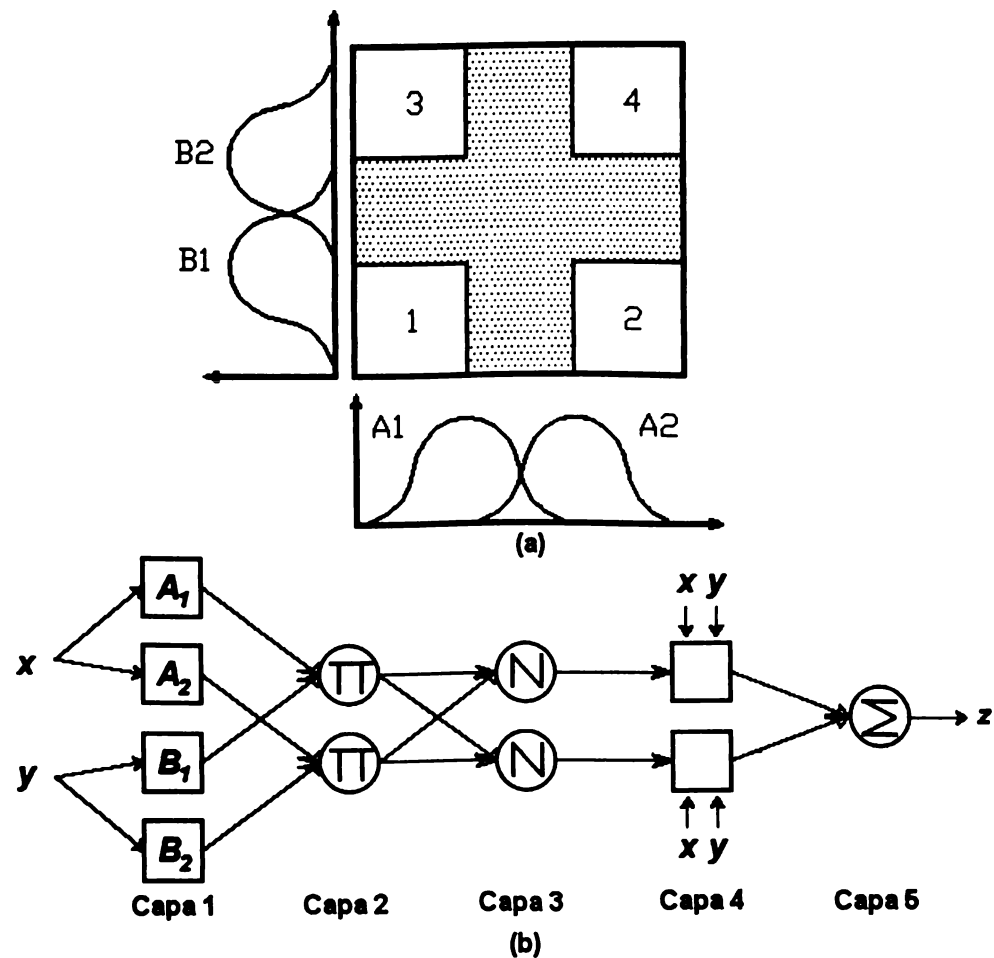 3 4
B2
B1
1 2
A1 A2
(a)
x y
A1
x A2 Π N
Σ z
y B1 Π N
B2
x y
Capa 1 Capa 2 Capa 3 Capa 4 Capa 5
(b)